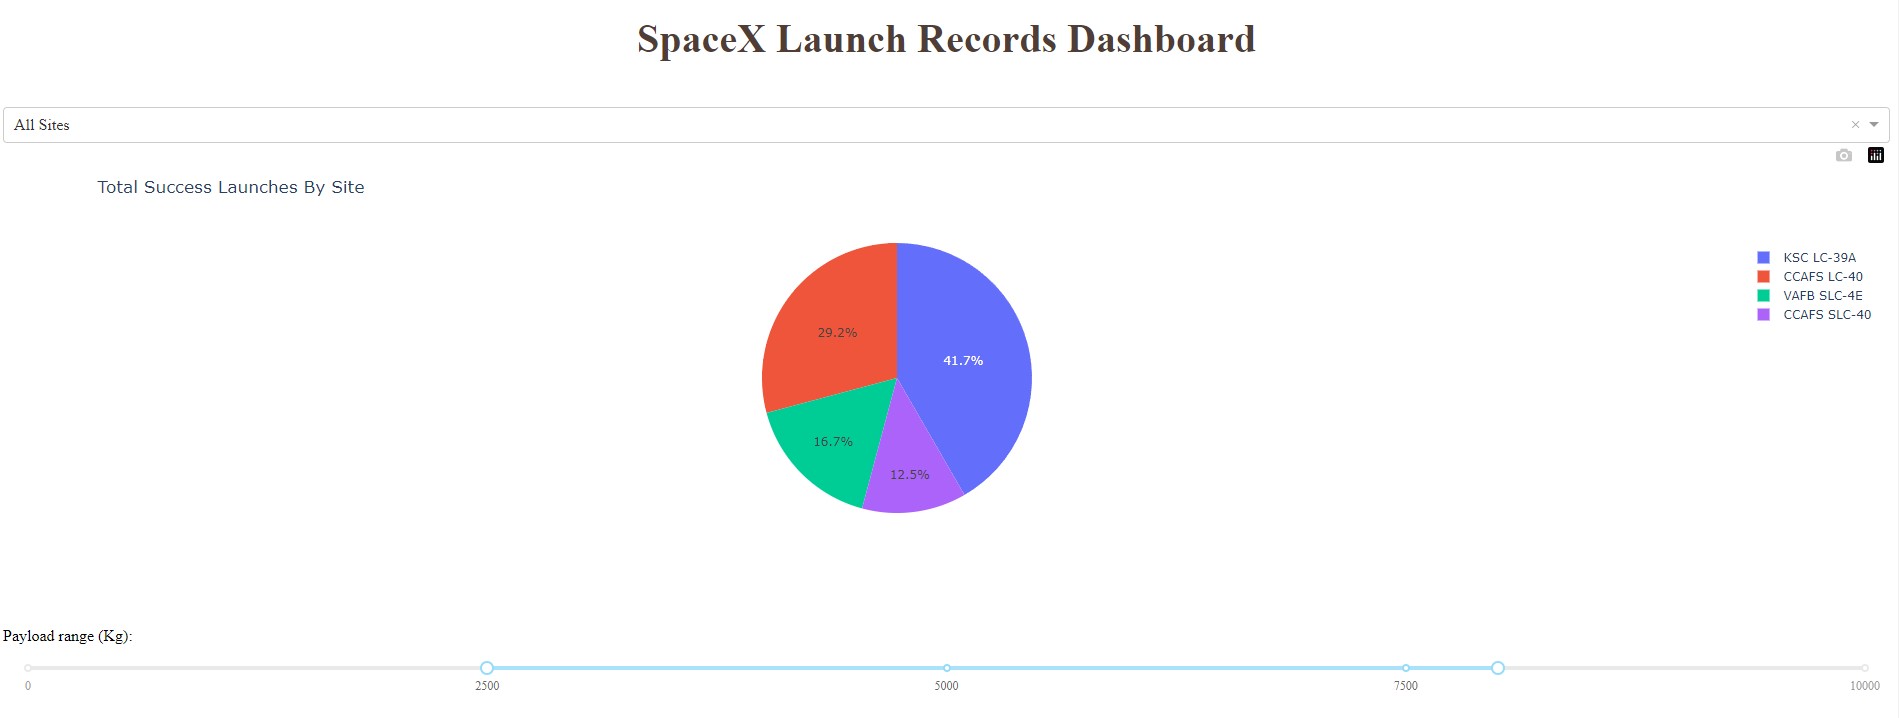 SpaceX Launch Records Dashboard
All Sites
Total Success Launches By Site
KSC LC-39A
CCAFS LC-40
VAFB SLC-4E
CCAFS SLC-40
29.2%
41.7%
16.7%
12.5%
Payload range (Kg):
0 2500 5000 7500 10000